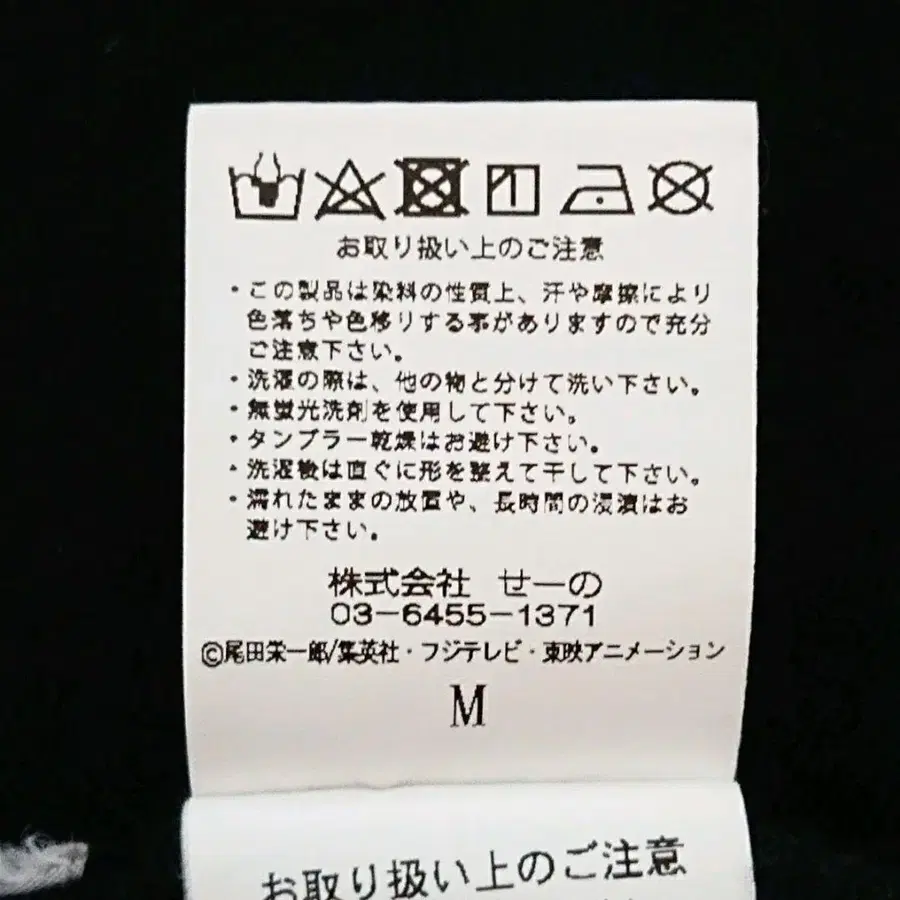 お取り扱い上のご注意
・この製品は染料の性質上、汗や摩擦により
色落ちや色移りする事がありますので充分
ご注意下さい。
・洗濯の際は、他の物と分けて洗い下さい。
・無蛍光洗剤を使用して下さい。
・タンブラー乾燥はお避け下さい。
・洗濯後は直ぐに形を整えて干して下さい。
・濡れたままの放置や、長時間の浸漬はお
避け下さい。
株式会社 せーの
03-6455-1371
©尾田栄一郎/集英社・フジテレビ・東映アニメーション
M
お取り扱い上のご注意